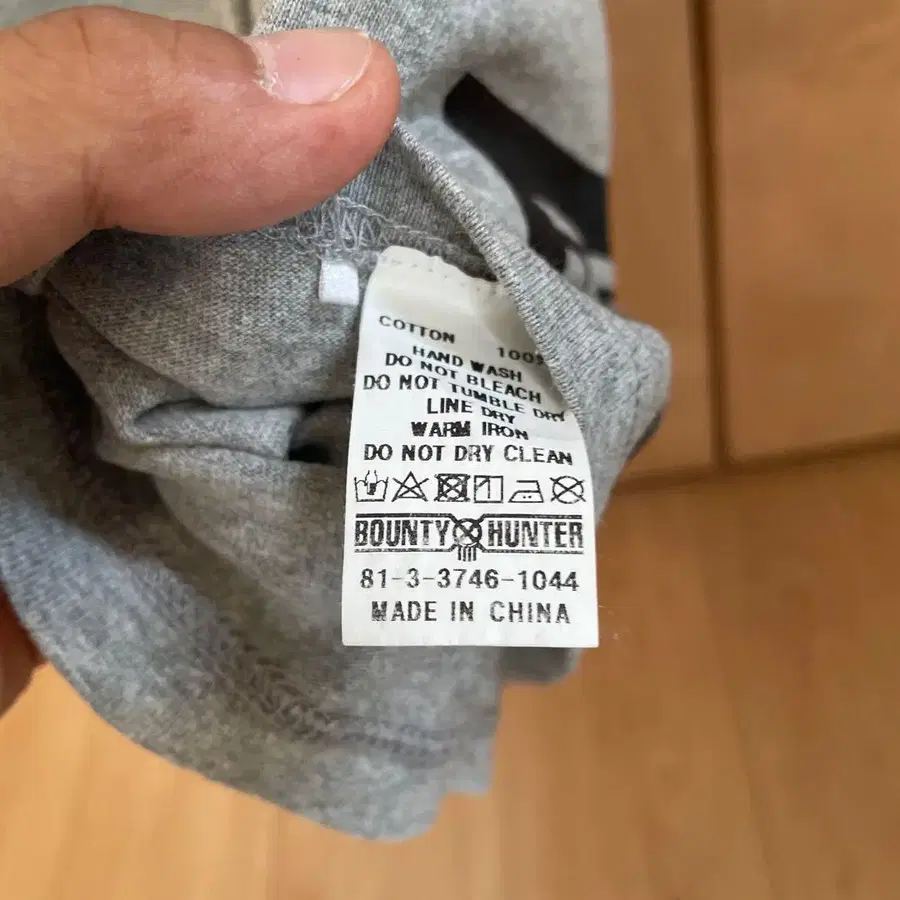 COTTON 100%
HAND WASH
DO NOT BLEACH
DO NOT TUMBLE DRY
LINE DRY
WARM IRON
DO NOT DRY CLEAN
BOUNTY HUNTER
81-3-3746-1044
MADE IN CHINA